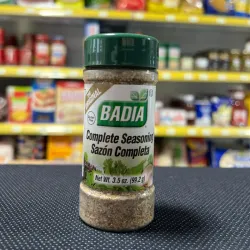 BADIA
Complete Seasoning
Sazón Completa
Net Wt. 3.5 oz. (99.2 g)